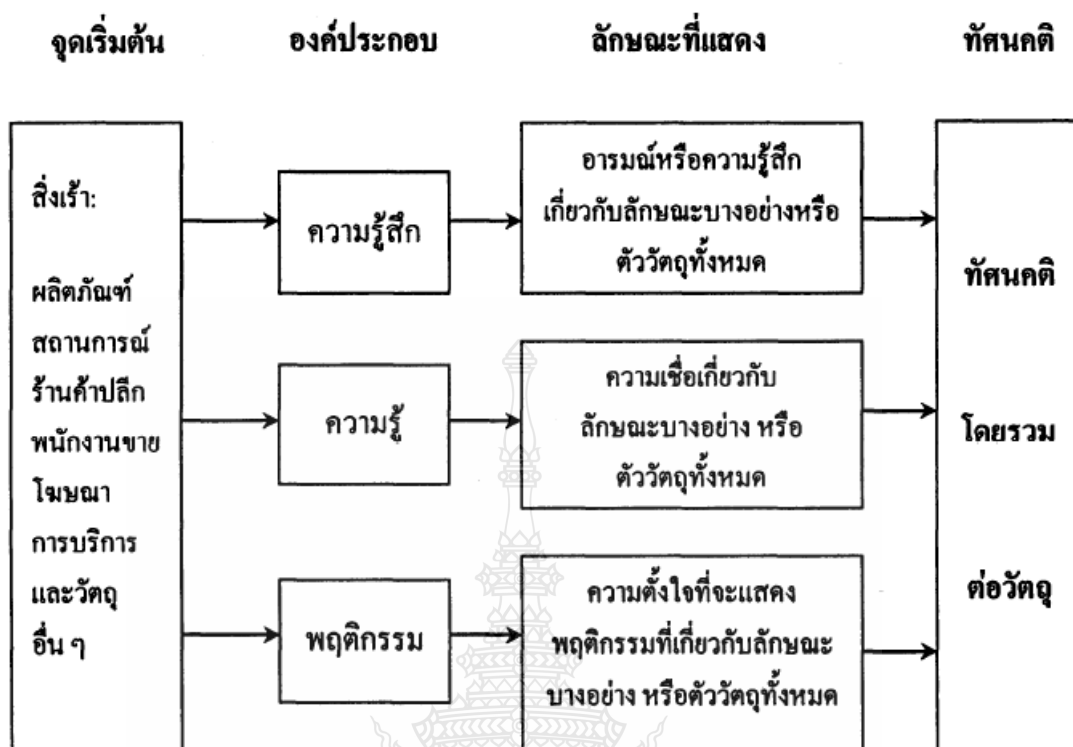 จุดเริ่มต้น
องค์ประกอบ
ลักษณะที่แสดง
ทัศนคติ
สิ่งเร้า:
ผลิตภัณฑ์
สถานการณ์
ร้านค้าปลีก
พนักงานขาย
โฆษณา
การบริการ
และวัตถุ
อื่น ๆ
ความรู้สึก
อารมณ์หรือความรู้สึก
เกี่ยวกับลักษณะบางอย่างหรือ
ตัววัตถุทั้งหมด
ความรู้
ความเชื่อเกี่ยวกับ
ลักษณะบางอย่าง หรือ
ตัววัตถุทั้งหมด
พฤติกรรม
ความตั้งใจที่จะแสดง
พฤติกรรมที่เกี่ยวกับลักษณะ
บางอย่าง หรือตัววัตถุทั้งหมด
ทัศนคติ
โดยรวม
ต่อวัตถุ